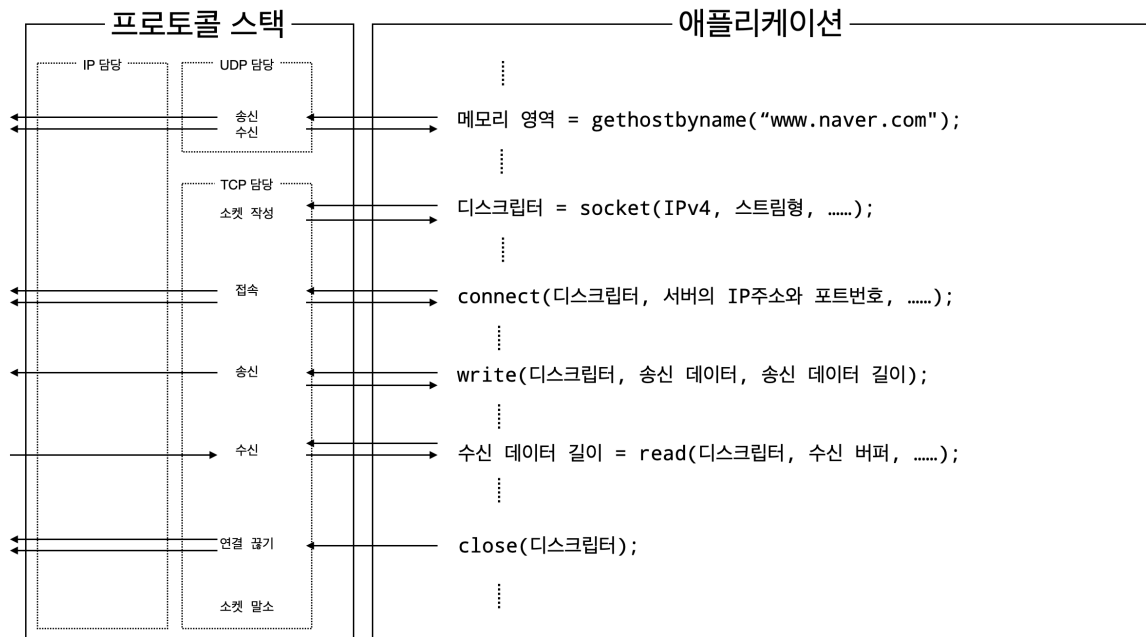 프로토콜 스택
애플리케이션
IP 담당
UDP 담당
송신
수신
메모리 영역 = gethostbyname(“www.naver.com");
TCP 담당
소켓 작성
디스크립터 = socket(IPv4, 스트림형, ……);
접속
connect(디스크립터, 서버의 IP주소와 포트번호, ……);
송신
write(디스크립터, 송신 데이터, 송신 데이터 길이);
수신
수신 데이터 길이 = read(디스크립터, 수신 버퍼, ……);
연결 끊기
close(디스크립터);
소켓 말소